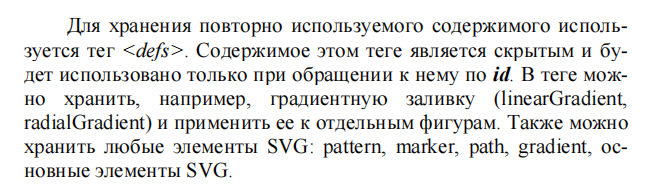 Для хранения повторно используемого содержимого исполь-
зуется тег <defs>. Содержимое этом теге является скрытым и бу-
дет использовано только при обращении к нему по id. В теге мож-
но хранить, например, градиентную заливку (linearGradient,
radialGradient) и применить ее к отдельным фигурам. Также можно
хранить любые элементы SVG: pattern, marker, path, gradient, ос-
новные элементы SVG.